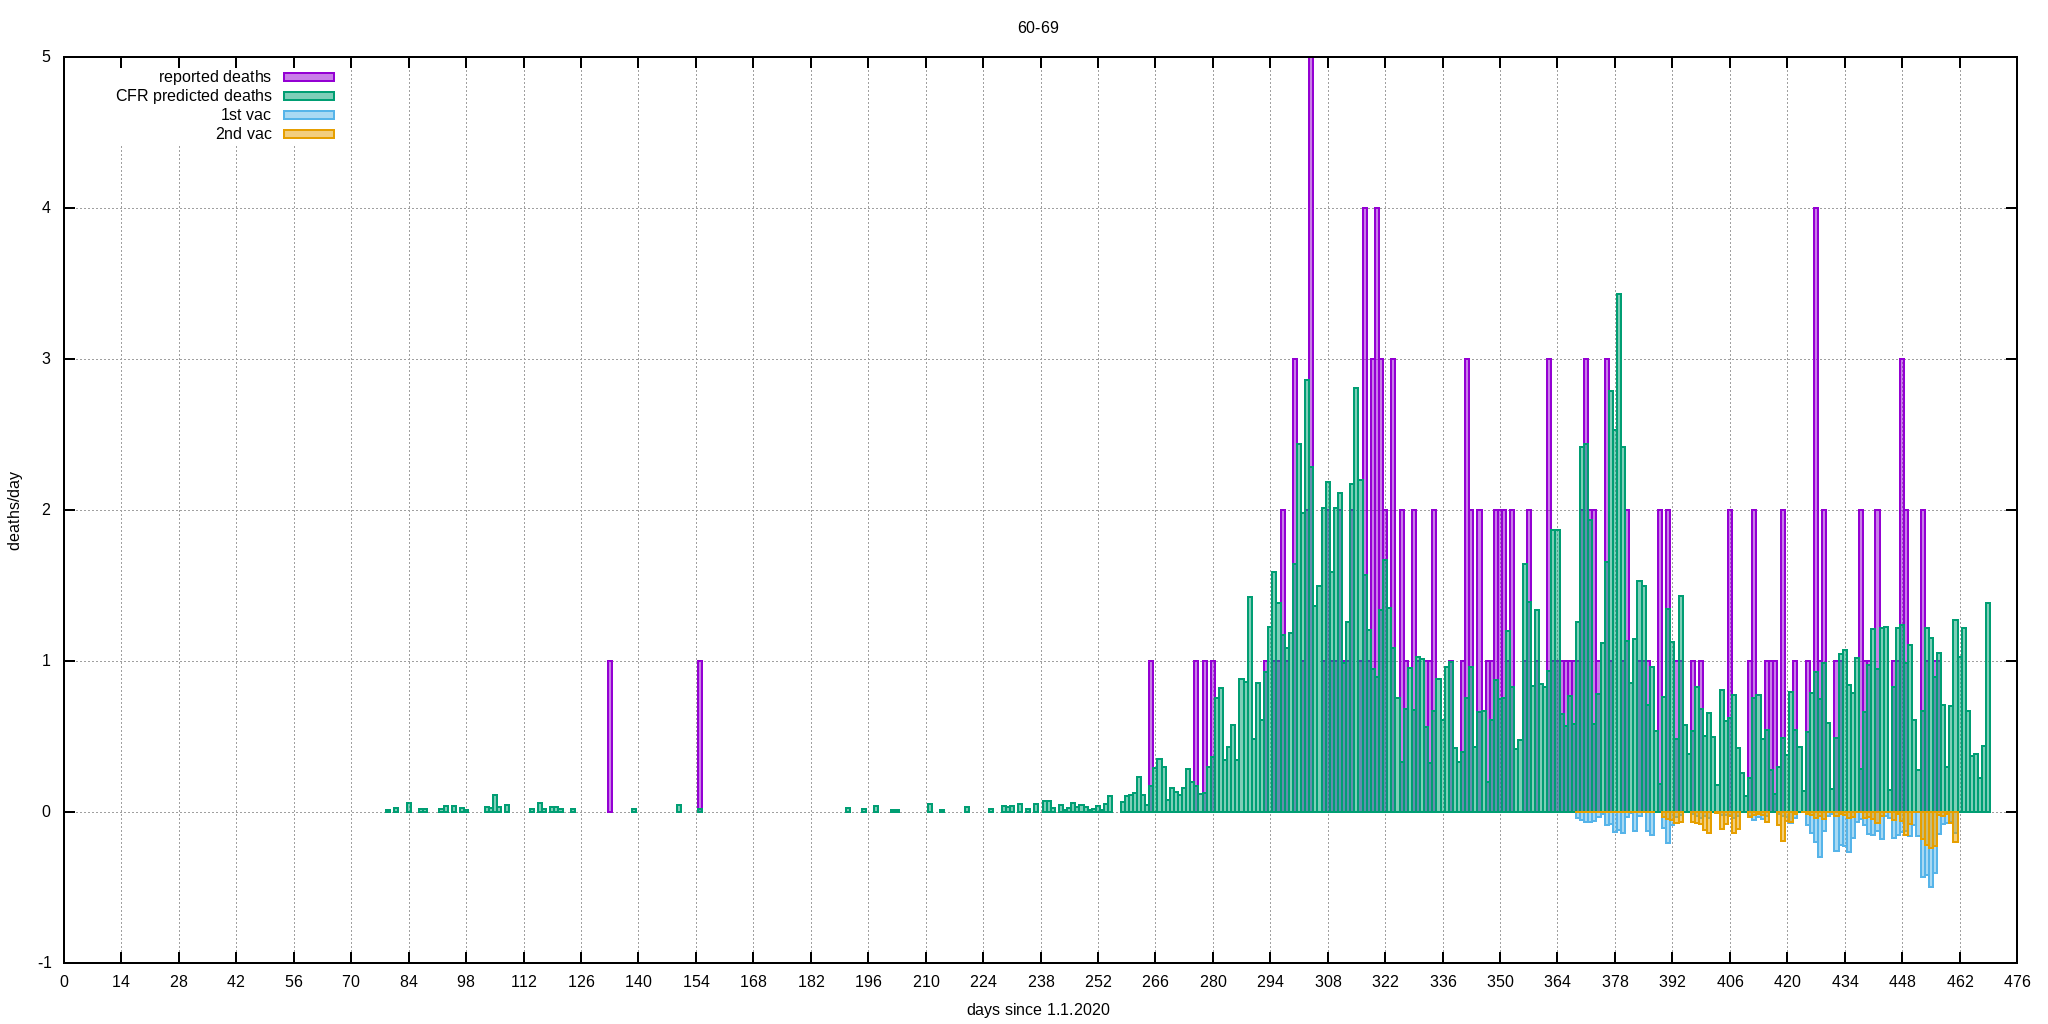 60-69
reported deaths
CFR predicted deaths
1st vac
2nd vac
5
4
3
2
1
0
-1
deaths/day
0 14 28 42 56 70 84 98 112 126 140 154 168 182 196 210 224 238 252 266 280 294 308 322 336 350 364 378 392 406 420 434 448 462 476
days since 1.1.2020